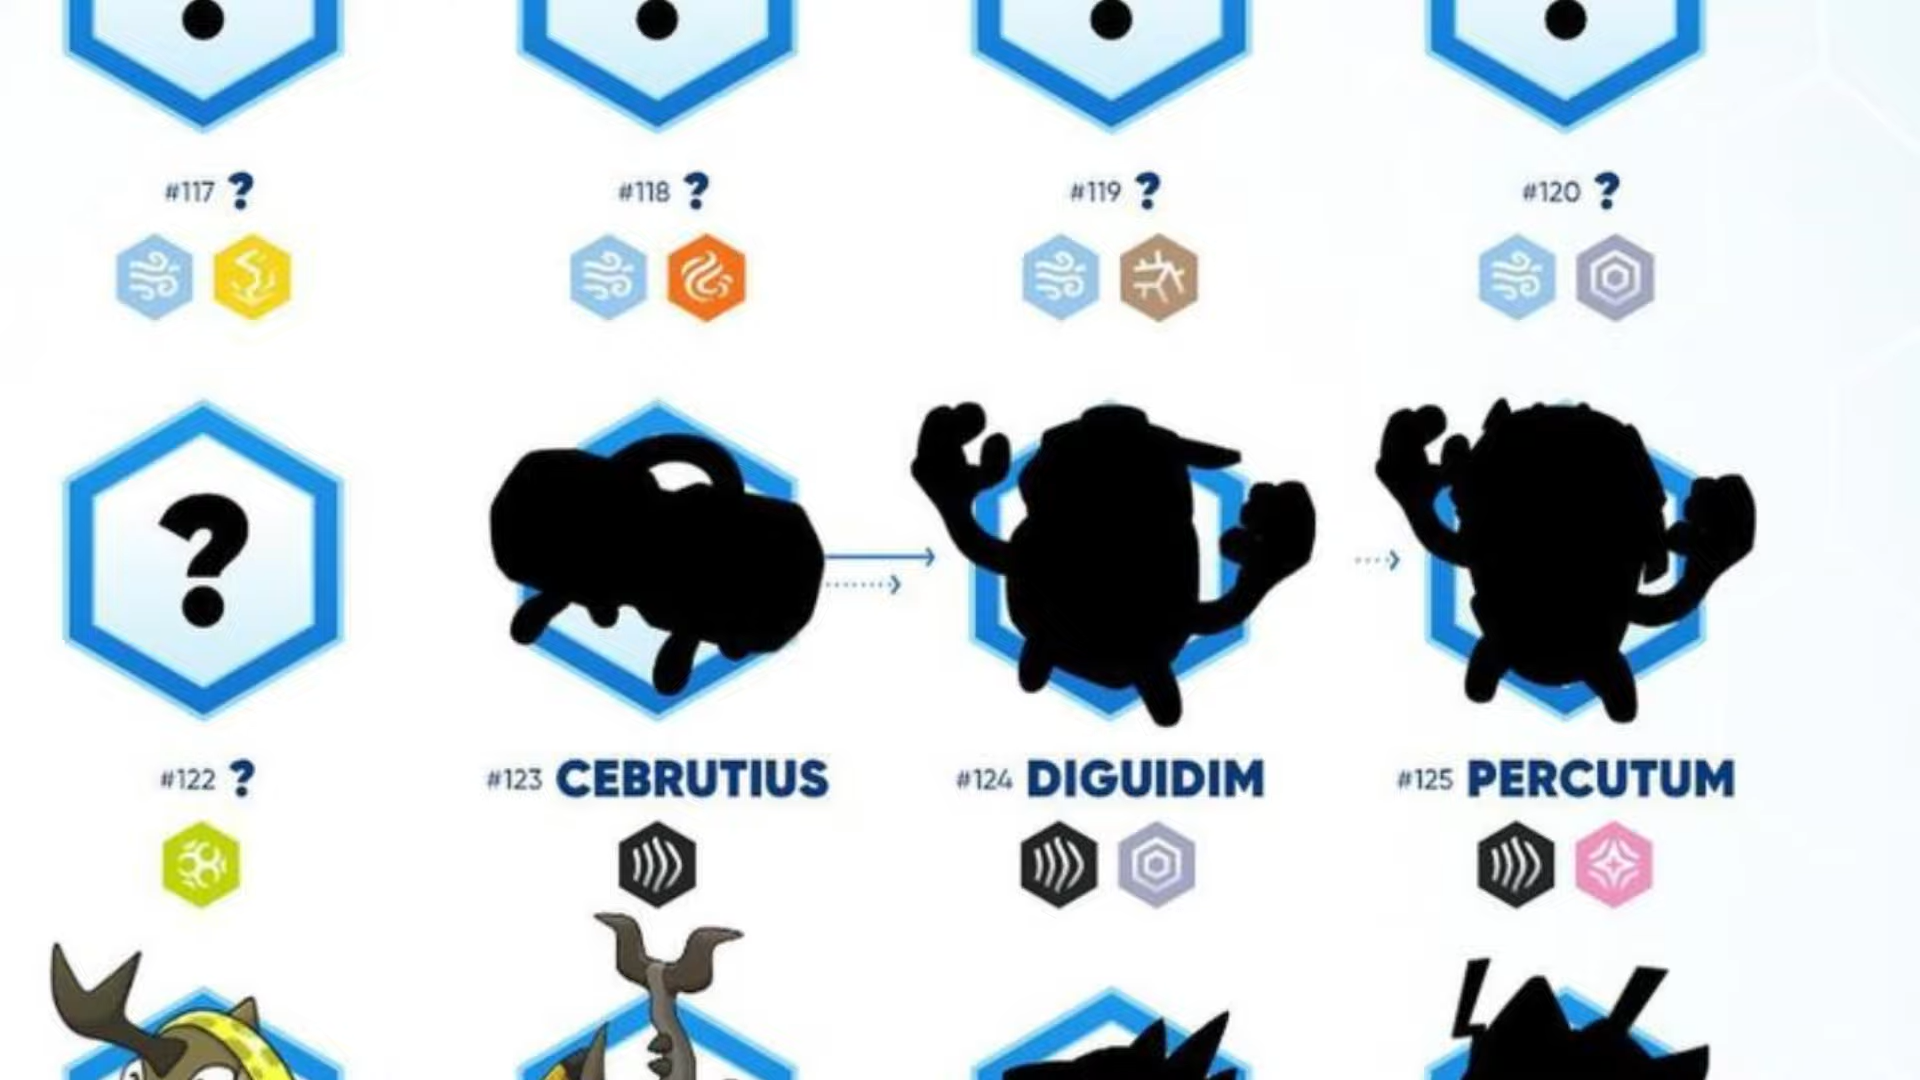 #117 ?
#118 ?
#119 ?
#120 ?
?
#122 ?
#123 CEBRUTIUS
#124 DIGUIDIM
#125 PERCUTUM